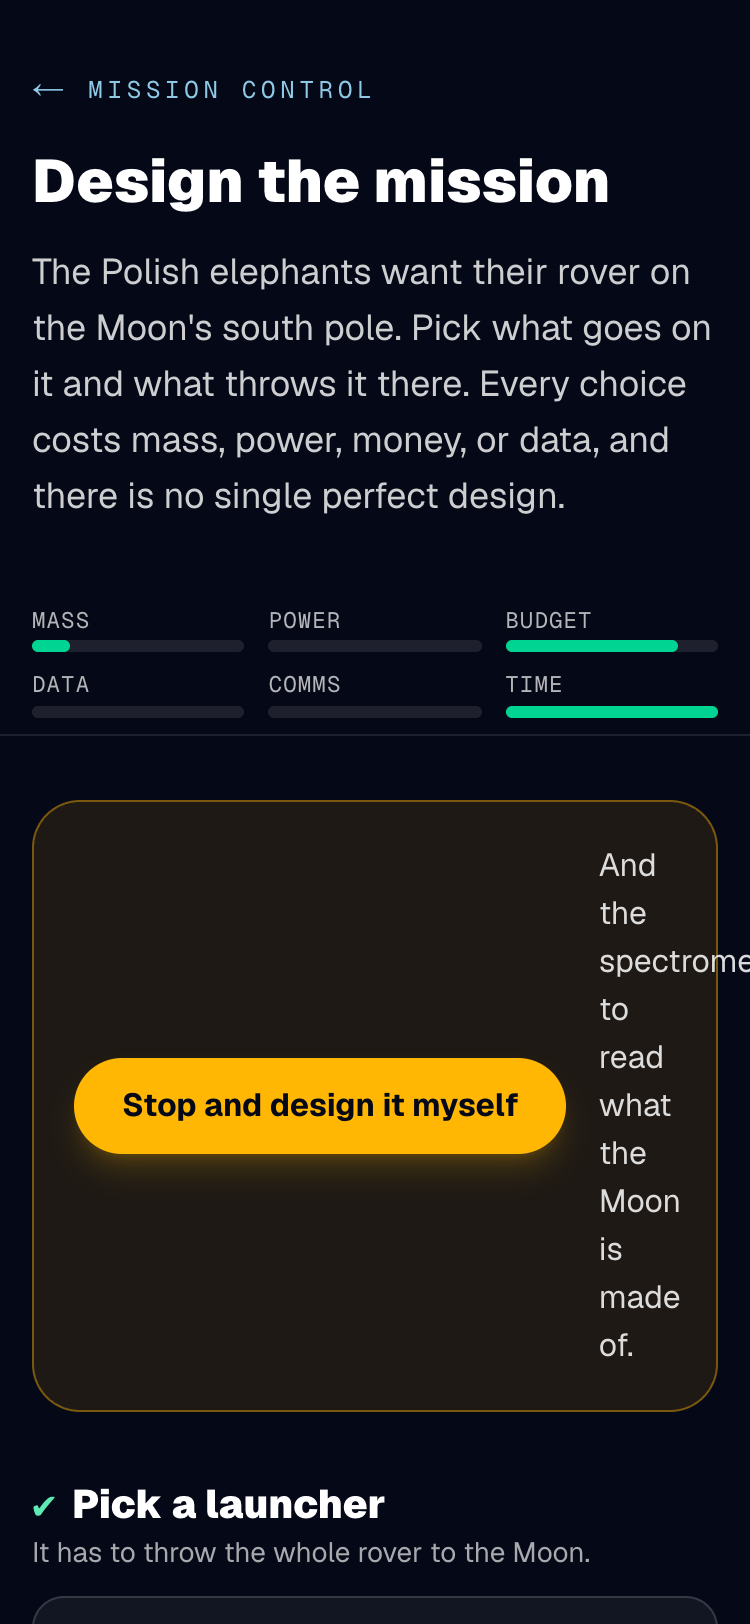 ← MISSION CONTROL
Design the mission
The Polish elephants want their rover on
the Moon's south pole. Pick what goes on
it and what throws it there. Every choice
costs mass, power, money, or data, and
there is no single perfect design.
MASS POWER BUDGET
DATA COMMS TIME
And
the
spectrome
to
read
what
Stop and design it myself
the
Moon
is
made
of.
✔ Pick a launcher
It has to throw the whole rover to the Moon.